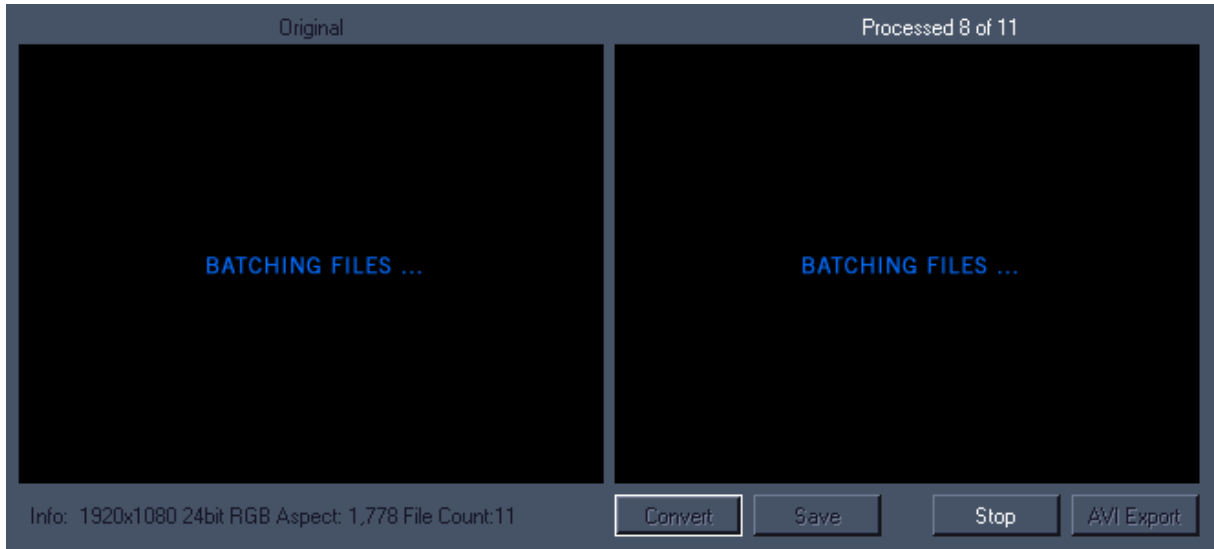 Original
Processed 8 of 11
BATCHING FILES ...
BATCHING FILES ...
Info: 1920x1080 24bit RGB Aspect: 1,778 File Count:11
Convert
Save
Stop
AVI Export